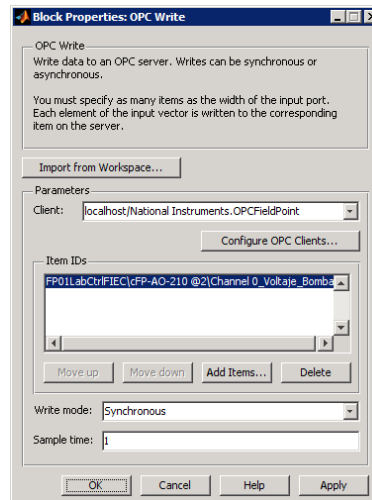 Block Properties: OPC Write
OPC Write
Write data to an OPC server. Writes can be synchronous or
asynchronous.
You must specify as many items as the width of the input port.
Each element of the input vector is written to the corresponding
item on the server.
Import from Workspace...
Parameters
Client: localhost/National Instruments.OPCFieldPoint
Configure OPC Clients...
Item IDs
FP01LabCtrlFIEC\cFP-AO-210 @2\Channel 0_Voltaje_Bomba
Move up Move down Add Items... Delete
Write mode: Synchronous
Sample time: 1
OK Cancel Help Apply